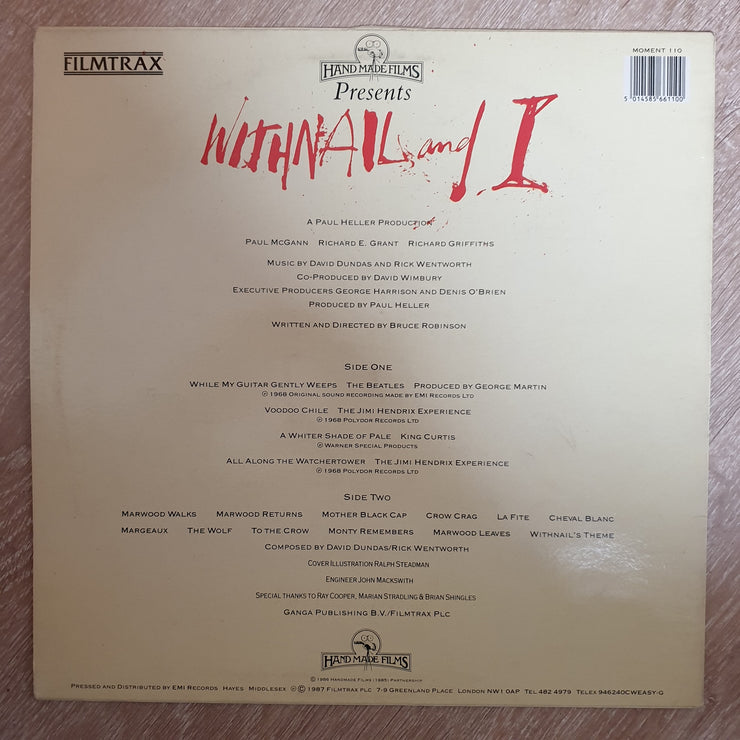 FILMTRAX
HANDMADE FILMS
Presents
MOMENT 110
5 014585 661100
WITHNAIL and I
A PAUL HELLER PRODUCTION
PAUL MCGANN RICHARD E. GRANT RICHARD GRIFFITHS
MUSIC BY DAVID DUNDAS AND RICK WENTWORTH
CO-PRODUCED BY DAVID WIMBURY
EXECUTIVE PRODUCERS GEORGE HARRISON AND DENIS O'BRIEN
PRODUCED BY PAUL HELLER
WRITTEN AND DIRECTED BY BRUCE ROBINSON
SIDE ONE
WHILE MY GUITAR GENTLY WEEPS THE BEATLES PRODUCED BY GEORGE MARTIN
℗ 1968 ORIGINAL SOUND RECORDING MADE BY EMI RECORDS LTD
VOODOO CHILE THE JIMI HENDRIX EXPERIENCE
℗ 1968 POLYDOR RECORDS LTD
A WHITER SHADE OF PALE KING CURTIS
℗ WARNER SPECIAL PRODUCTS
ALL ALONG THE WATCHERTOWER THE JIMI HENDRIX EXPERIENCE
℗ 1968 POLYDOR RECORDS LTD
SIDE TWO
MARWOOD WALKS MARWOOD RETURNS MOTHER BLACK CAP CROW CRAG LA FITE CHEVAL BLANC
MARGEAUX THE WOLF TO THE CROW MONTY REMEMBERS MARWOOD LEAVES WITHNAIL'S THEME
COMPOSED BY DAVID DUNDAS/RICK WENTWORTH
COVER ILLUSTRATION RALPH STEADMAN
ENGINEER JOHN MACKSWITH
SPECIAL THANKS TO RAY COOPER, MARIAN STRADLING & BRIAN SHINGLES
GANGA PUBLISHING B.V./FILMTRAX PLC
HANDMADE FILMS
© 1986 HANDMADE FILMS (1985) PARTNERSHIP
PRESSED AND DISTRIBUTED BY EMI RECORDS HAYES MIDDLESEX ℗ © 1987 FILMTRAX PLC 7-9 GREENLAND PLACE LONDON NW1 0AP TEL. 482 4979 TELEX 946240CWEASY-G